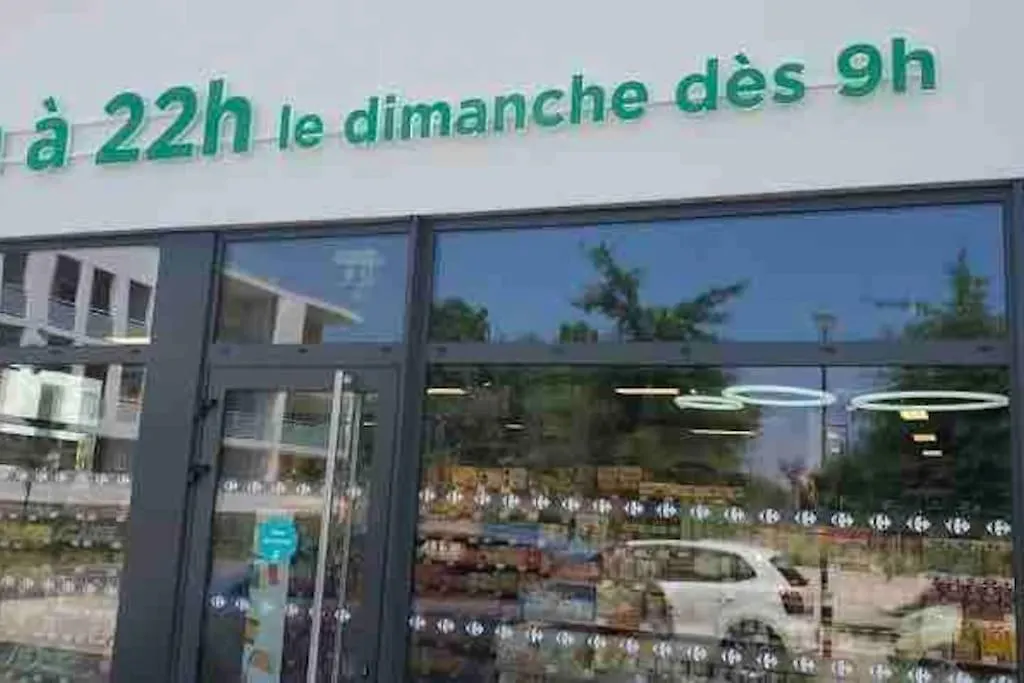 à 22h le dimanche dès 9h